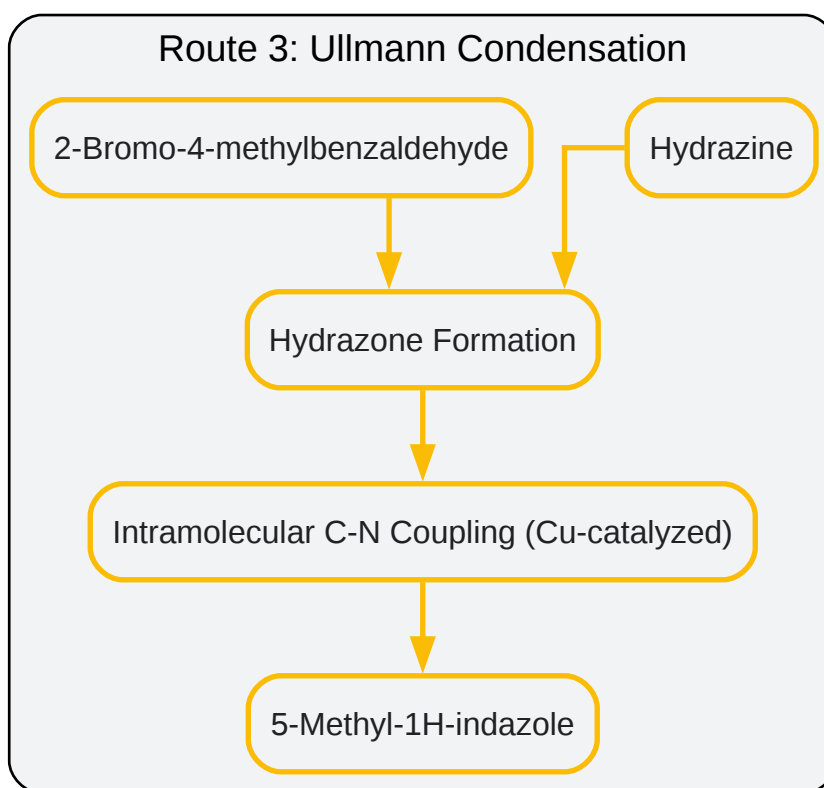 Route 3: Ullmann Condensation
2-Bromo-4-methylbenzaldehyde
Hydrazine
Hydrazone Formation
Intramolecular C-N Coupling (Cu-catalyzed)
5-Methyl-1H-indazole